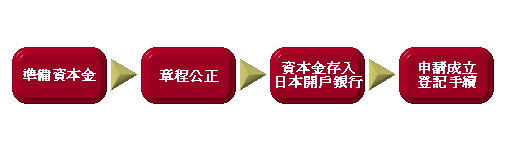 準備資本金
章程公正
資本金存入
日本開戶銀行
申請成立
登記手續